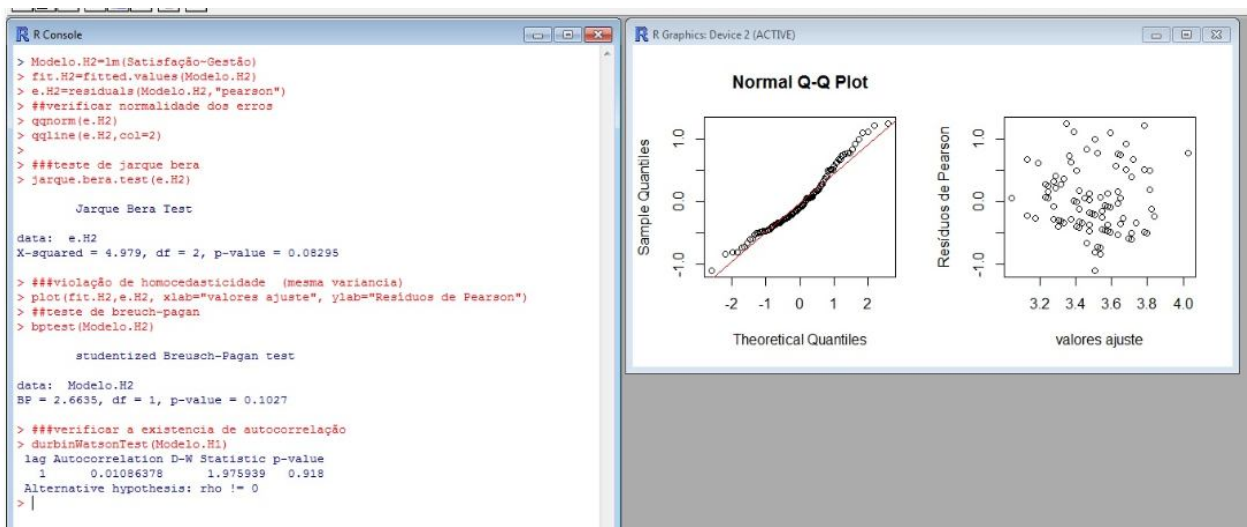 R Console
> Modelo.H2=lm(Satisfação~Gestão)
> fit.H2=fitted.values(Modelo.H2)
> e.H2=residuals(Modelo.H2,"pearson")
> ##verificar normalidade dos erros
> qqnorm(e.H2)
> qqline(e.H2,col=2)
>
> ###teste de jarque bera
> jarque.bera.test(e.H2)
Jarque Bera Test
data: e.H2
X-squared = 4.979, df = 2, p-value = 0.08295
> ###violação de homocedasticidade (mesma variancia)
> plot(fit.H2,e.H2, xlab="valores ajuste", ylab="Resíduos de Pearson")
> ##teste de breuch-pagan
> bptest(Modelo.H2)
studentized Breusch-Pagan test
data: Modelo.H2
BP = 2.6635, df = 1, p-value = 0.1027
> ###verificar a existencia de autocorrelação
> durbinWatsonTest(Modelo.H1)
lag Autocorrelation D-W Statistic p-value
1 0.01086378 1.975939 0.918
Alternative hypothesis: rho != 0
>
R Graphics: Device 2 (ACTIVE)
Normal Q-Q Plot
Sample Quantiles
1.0
0.0
-1.0
-2 -1 0 1 2
Theoretical Quantiles
Resíduos de Pearson
1.0
0.0
-1.0
3.2 3.4 3.6 3.8 4.0
valores ajuste